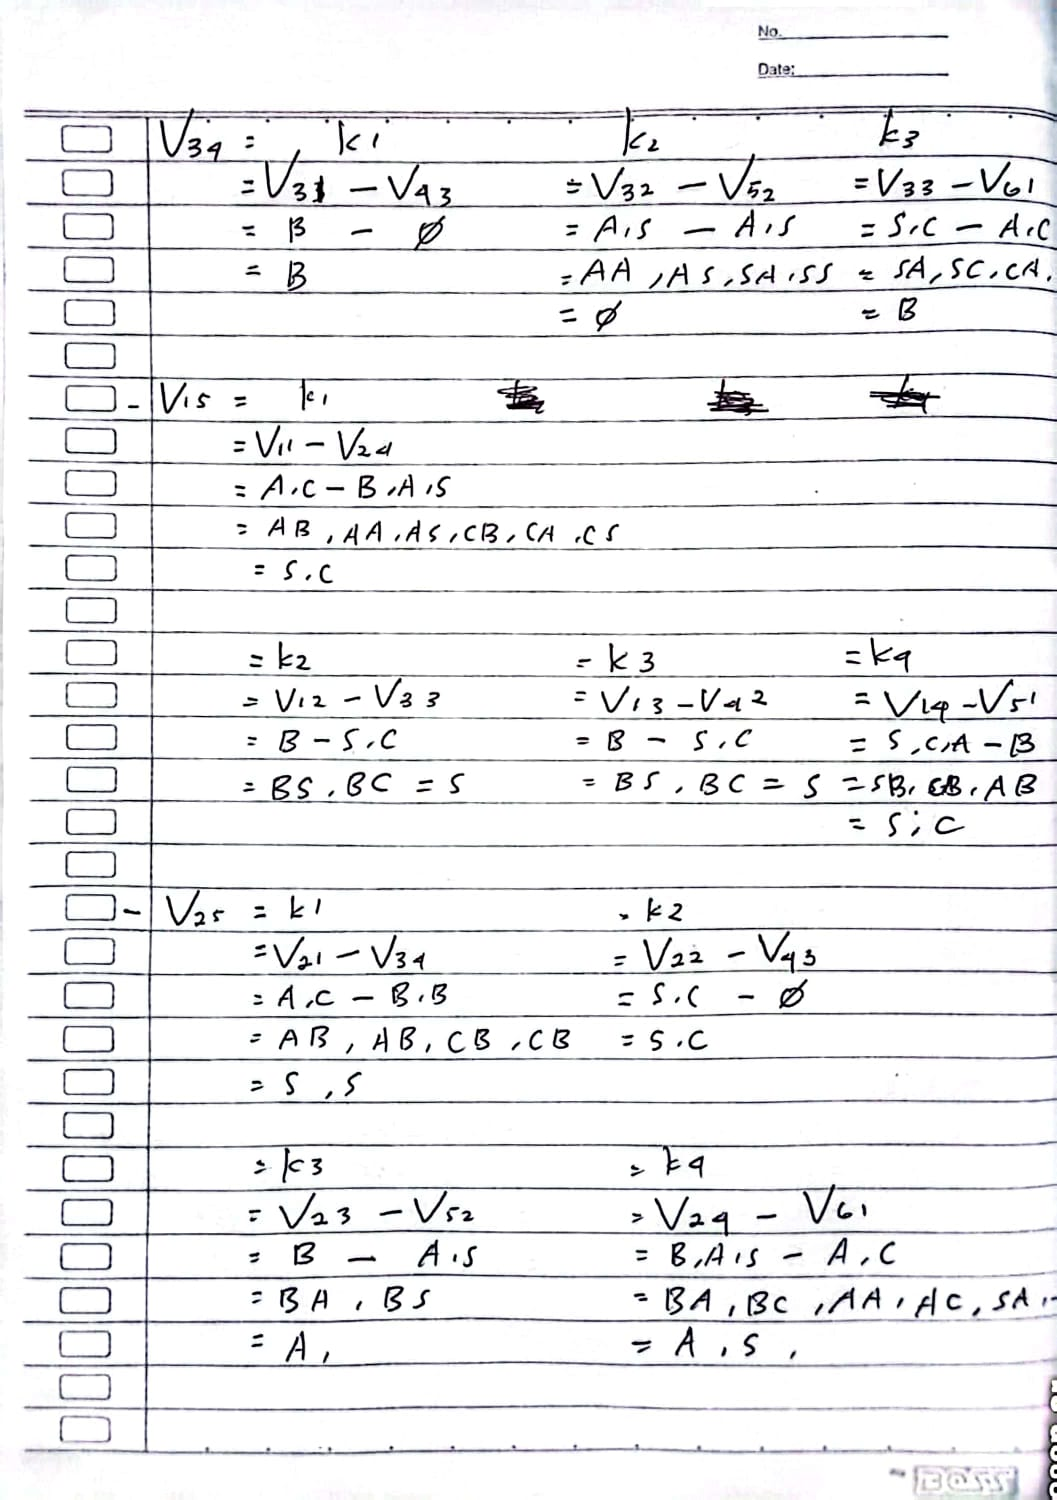 No.
Date:
V34 = k1 k2 k3
= V31 - V43 = V32 - V52 = V33 - V61
= B - ∅ = A,S - A,S = S,C - A,C
= B = AA, AS, SA, SS = SA, SC, CA,
= ∅ = B
- V15 = k1
= V11 - V24
= A,C - B,A,S
= AB, AA, AS, CB, CA, CS
= S,C
= k2 = k3 = k4
= V12 - V33 = V13 - V42 = V14 - V51
= B - S,C = B - S,C = S,C,A - B
= BS, BC = S = BS, BC = S = SB, CB, AB
= S, C
- V25 = k1 = k2
= V21 - V34 = V22 - V43
= A,C - B,B = S,C - ∅
= AB, AB, CB, CB = S,C
= S, S
= k3 = k4
= V23 - V52 = V24 - V61
= B - A,S = B,A,S - A,C
= BA, BS = BA, BC, AA, AC, SA,
= A, = A, S,
BOSS